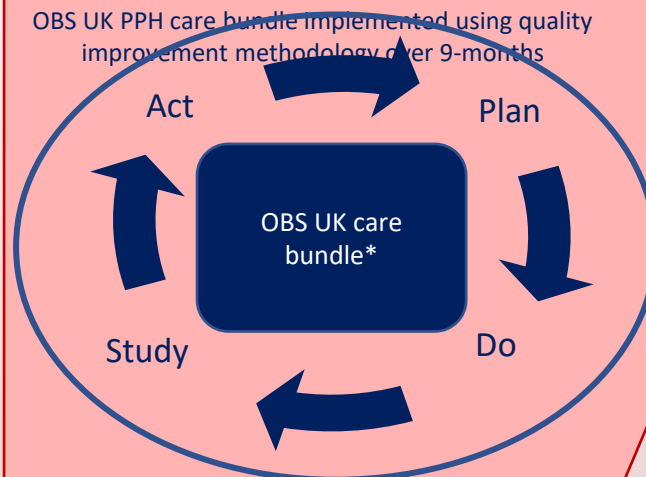 OBS UK PPH care bundle implemented using quality
improvement methodology over 9-months
Act
Plan
OBS UK care
bundle*
Study
Do